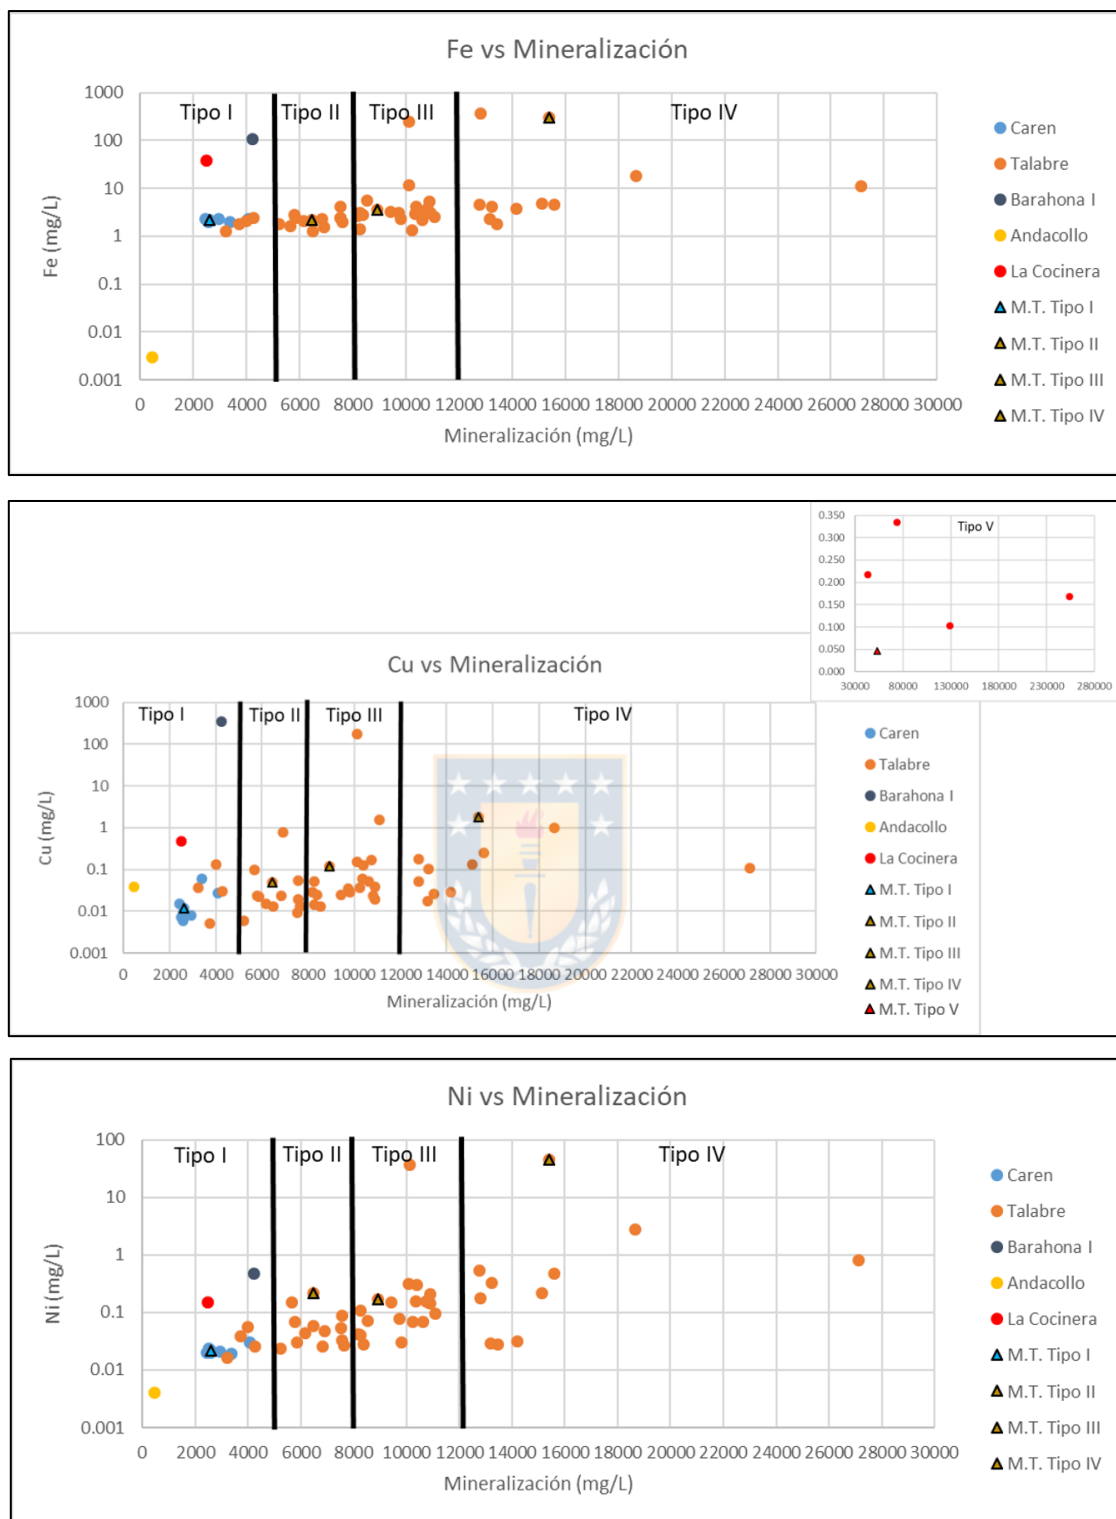 Fe vs Mineralización
Tipo I Tipo II Tipo III Tipo IV
1000
100
10
1
0.1
0.01
0.001
Fe (mg/L)
0 2000 4000 6000 8000 10000 12000 14000 16000 18000 20000 22000 24000 26000 28000 30000
Mineralización (mg/L)
Caren
Talabre
Barahona I
Andacollo
La Cocinera
M.T. Tipo I
M.T. Tipo II
M.T. Tipo III
M.T. Tipo IV
Tipo V
0.350
0.300
0.250
0.200
0.150
0.100
0.050
0.000
30000 80000 130000 180000 230000 280000
Cu vs Mineralización
Tipo I Tipo II Tipo III Tipo IV
1000
100
10
1
0.1
0.01
0.001
Cu (mg/L)
0 2000 4000 6000 8000 10000 12000 14000 16000 18000 20000 22000 24000 26000 28000 30000
Mineralización (mg/L)
Caren
Talabre
Barahona I
Andacollo
La Cocinera
M.T. Tipo I
M.T. Tipo II
M.T. Tipo III
M.T. Tipo IV
M.T. Tipo V
Ni vs Mineralización
Tipo I Tipo II Tipo III Tipo IV
100
10
1
0.1
0.01
0.001
Ni (mg/L)
0 2000 4000 6000 8000 10000 12000 14000 16000 18000 20000 22000 24000 26000 28000 30000
Mineralización (mg/L)
Caren
Talabre
Barahona I
Andacollo
La Cocinera
M.T. Tipo I
M.T. Tipo II
M.T. Tipo III
M.T. Tipo IV